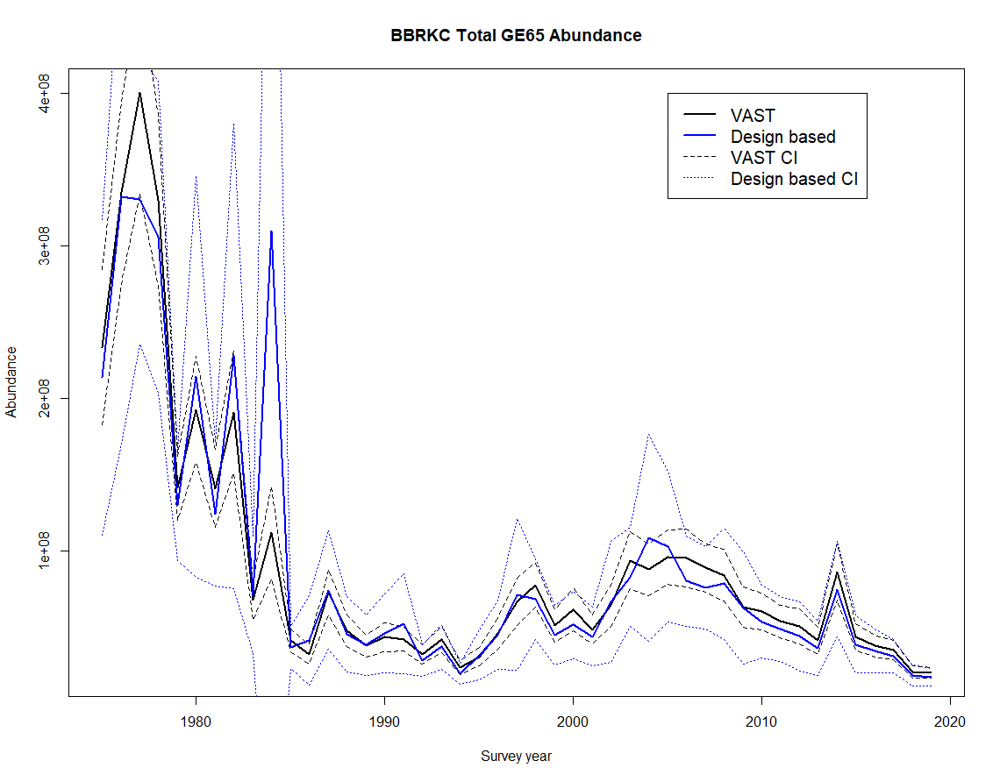 BBRKC Total GE65 Abundance
4e+08
3e+08
2e+08
1e+08
Abundance
VAST
Design based
VAST CI
Design based CI
1980
1990
2000
2010
2020
Survey year